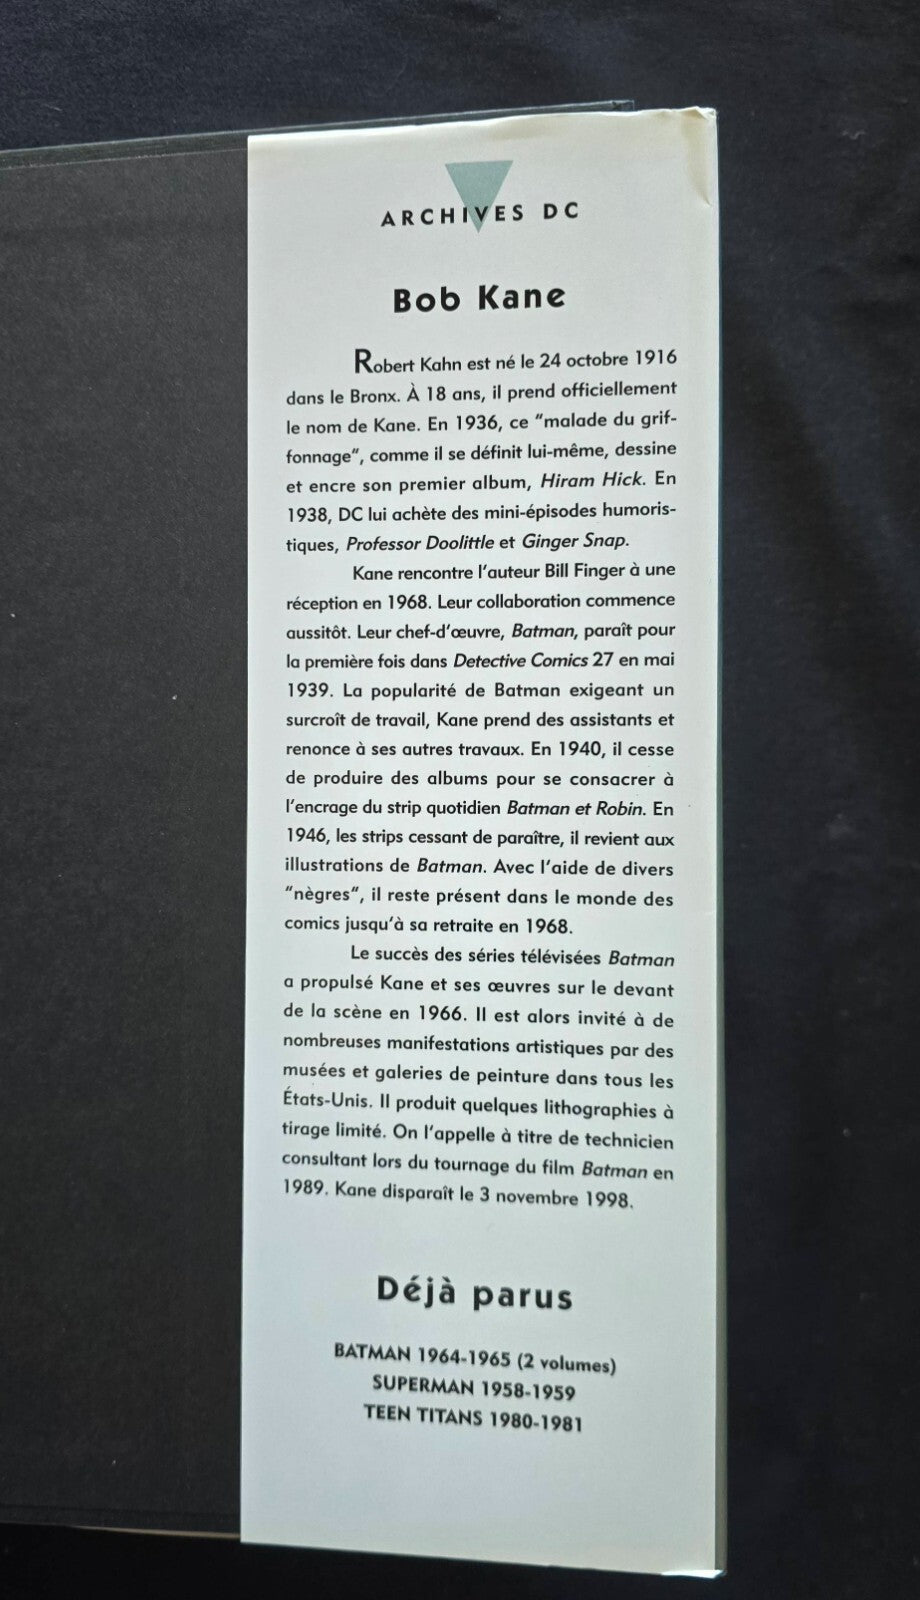 ARCHIVES DC
Bob Kane
Robert Kahn est né le 24 octobre 1916
dans le Bronx. À 18 ans, il prend officiellement
le nom de Kane. En 1936, ce "malade du grif-
fonnage", comme il se définit lui-même, dessine
et encre son premier album, Hiram Hick. En
1938, DC lui achète des mini-épisodes humoris-
tiques, Professor Doolittle et Ginger Snap.
Kane rencontre l'auteur Bill Finger à une
réception en 1968. Leur collaboration commence
aussitôt. Leur chef-d'œuvre, Batman, paraît pour
la première fois dans Detective Comics 27 en mai
1939. La popularité de Batman exigeant un
surcroît de travail, Kane prend des assistants et
renonce à ses autres travaux. En 1940, il cesse
de produire des albums pour se consacrer à
l'encrage du strip quotidien Batman et Robin. En
1946, les strips cessant de paraître, il revient aux
illustrations de Batman. Avec l'aide de divers
"nègres", il reste présent dans le monde des
comics jusqu'à sa retraite en 1968.
Le succès des séries télévisées Batman
a propulsé Kane et ses œuvres sur le devant
de la scène en 1966. Il est alors invité à de
nombreuses manifestations artistiques par des
musées et galeries de peinture dans tous les
États-Unis. Il produit quelques lithographies à
tirage limité. On l'appelle à titre de technicien
consultant lors du tournage du film Batman en
1989. Kane disparaît le 3 novembre 1998.
Déjà parus
BATMAN 1964-1965 (2 volumes)
SUPERMAN 1958-1959
TEEN TITANS 1980-1981